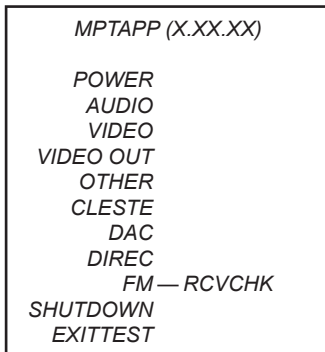 MPTAPP (X.XX.XX)
POWER
AUDIO
VIDEO
VIDEO OUT
OTHER
CLESTE
DAC
DIREC
FM — RCVCHK
SHUTDOWN
EXITTEST